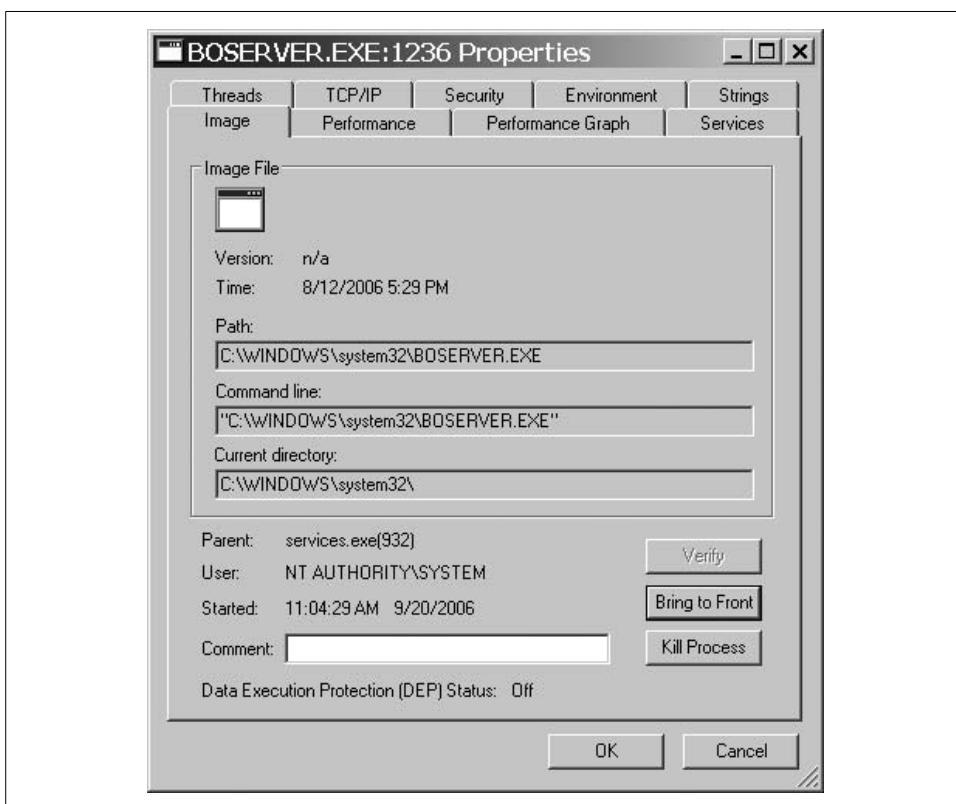 BOSERVER.EXE:1236 Properties
Threads TCP/IP Security Environment Strings
Image Performance Performance Graph Services
Image File
Version: n/a
Time: 8/12/2006 5:29 PM
Path:
C:\WINDOWS\system32\BOSERVER.EXE
Command line:
"C:\WINDOWS\system32\BOSERVER.EXE"
Current directory:
C:\WINDOWS\system32\
Parent: services.exe(932)
Verify
User: NT AUTHORITY\SYSTEM
Started: 11:04:29 AM 9/20/2006
Bring to Front
Comment:
Kill Process
Data Execution Protection (DEP) Status: Off
OK Cancel